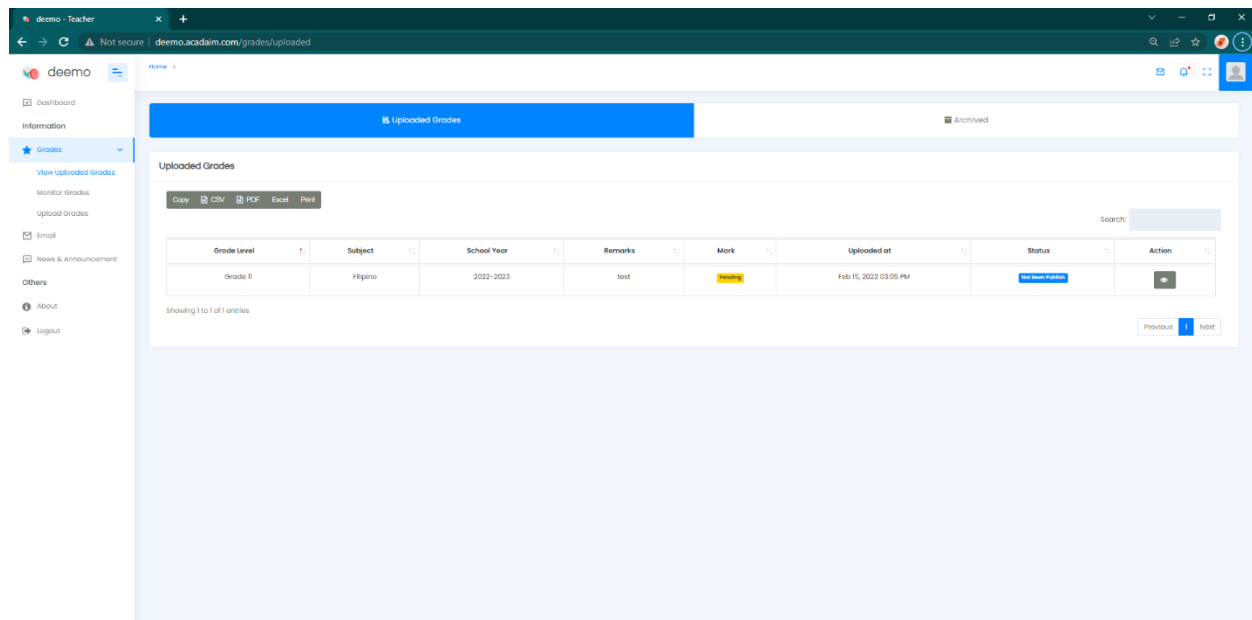 deemo - Teacher
Not secure | deemo.acadaim.com/grades/uploaded
deemo
Home
Dashboard
Information
Grades
View Uploaded Grades
Monitor Grades
Upload Grades
Email
News & Announcement
Others
About
Logout
Uploaded Grades Archived
Uploaded Grades
Copy CSV PDF Excel Print
Search:
Grade Level Subject School Year Remarks Mark Uploaded at Status Action
Grade 11 Filipino 2022-2023 test Pending Feb 15, 2022 03:05 PM Not Been Publish
Showing 1 to 1 of 1 entries
Previous 1 Next